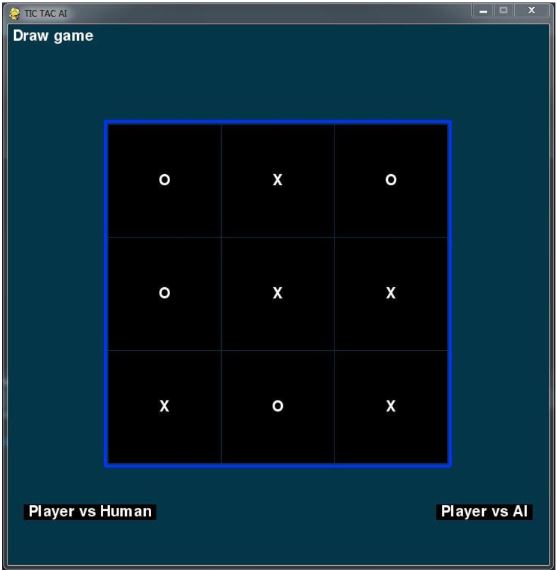 TIC TAC AI
Draw game
O X O
O X X
X O X
Player vs Human Player vs AI